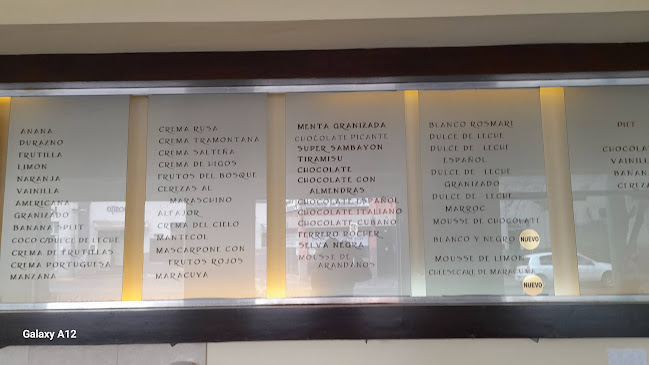 ANANA
DURAZNO
FRUTILLA
LIMON
NARANJA
VAINILLA
AMERICANA
GRANIZADO
BANANA SPLIT
COCO C/DULCE DE LECHE
CREMA DE FRUTILLAS
CREMA PORTUGUESA
MANZANA
CREMA RUSA
CREMA TRAMONTANA
CREMA SALTEÑA
CREMA DE HIGOS
FRUTOS DEL BOSQUE
CEREZAS AL
MARASCHINO
ALFAJOR
CREMA DEL CIELO
MANTECOL
MASCARPONE CON
FRUTOS ROJOS
MARACUYA
MENTA GRANIZADA
CHOCOLATE PICANTE
SUPER SAMBAYON
TIRAMISU
CHOCOLATE
CHOCOLATE CON
ALMENDRAS
CHOCOLATE ESPAÑOL
CHOCOLATE ITALIANO
CHOCOLATE CUBANO
FERRERO ROCHER
SELVA NEGRA
MOUSSE DE
ARANDANOS
BLANCO ROSMARI
DULCE DE LECHE
DULCE DE LECHE
ESPAÑOL
DULCE DE LECHE
GRANIZADO
DULCE DE LECHE
MARROC
MOUSSE DE CHOCOLATE
BLANCO Y NEGRO NUEVO
MOUSSE DE LIMON
CHEESECAKE DE MARACUYA
NUEVO
DIET
CHOCOLA
VAINILL
BANAN
CEREZA
Galaxy A12